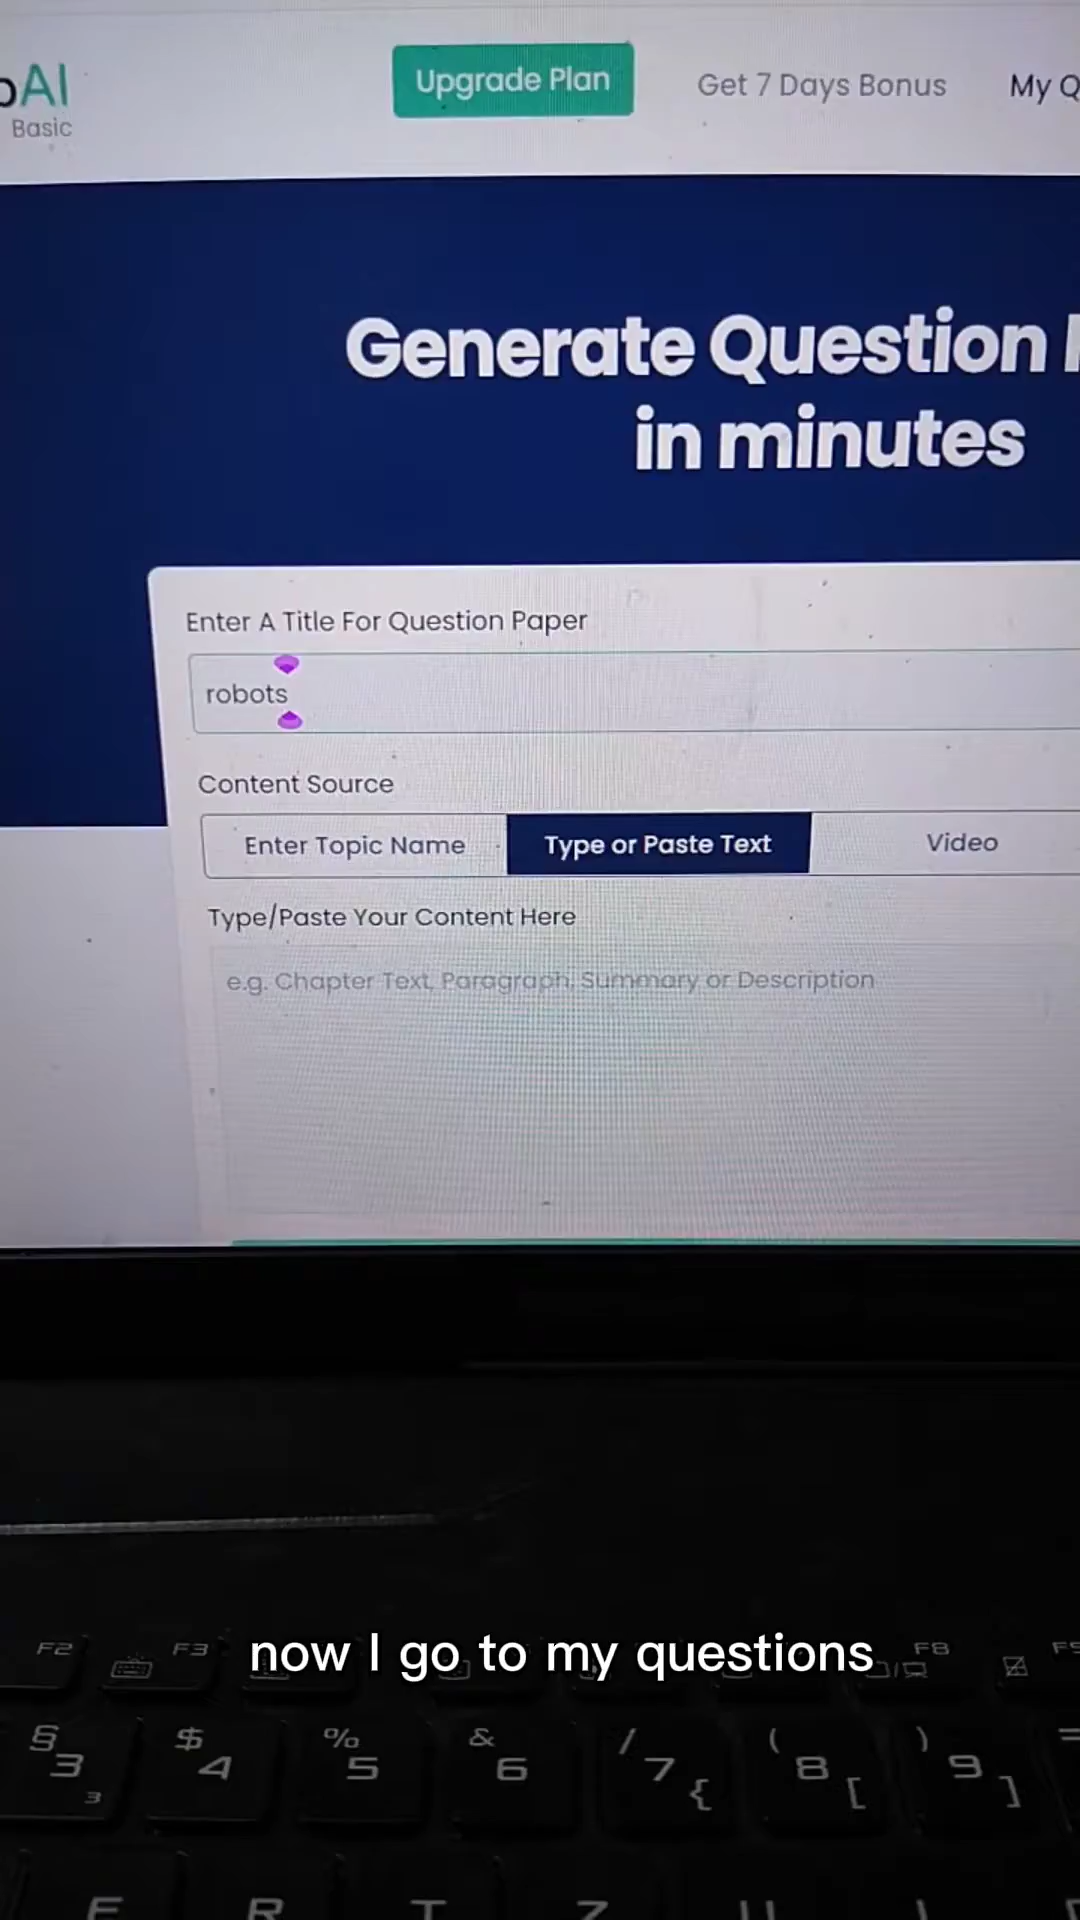 AI
Basic
Upgrade Plan
Get 7 Days Bonus
My Q
Generate Question
in minutes
Enter A Title For Question Paper
robots
Content Source
Enter Topic Name
Type or Paste Text
Video
Type/Paste Your Content Here
e.g. Chapter Text, Paragraph, Summary or Description
now I go to my questions
F2
F3
F8
§ 3 3
$ 4
% 5
& 6
/ 7 {
( 8 [
) 9 ]
=
E R T Z U I